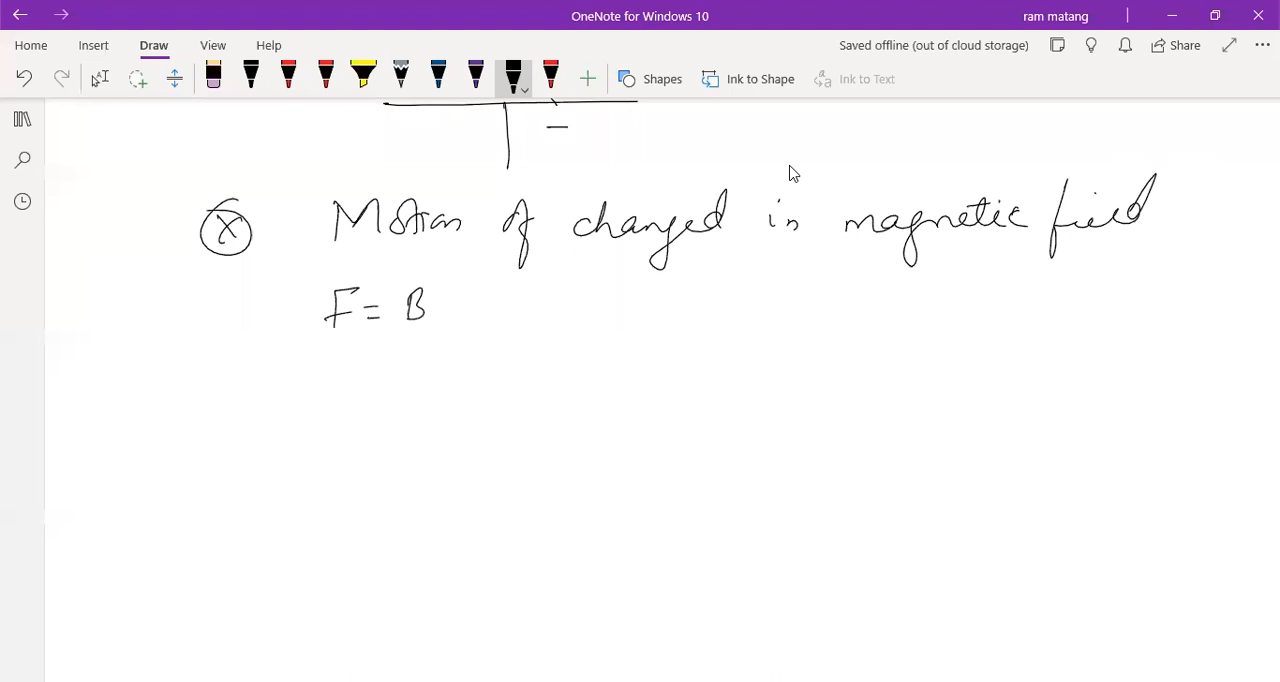 OneNote for Windows 10
ram matang
Home Insert Draw View Help
Saved offline (out of cloud storage)
Share
Shapes
Ink to Shape
Ink to Text
Motion of changed in magnetic field
F = B